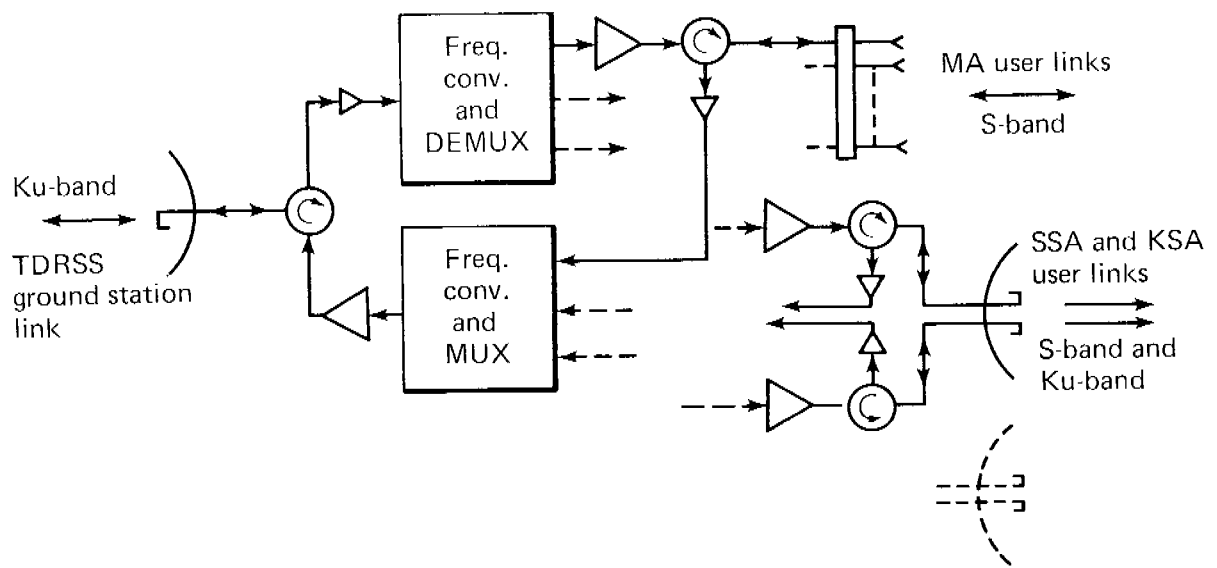 Ku-band
TDRSS
ground station
link
Freq.
conv.
and
DEMUX
Freq.
conv.
and
MUX
MA user links
S-band
SSA and KSA
user links
S-band and
Ku-band